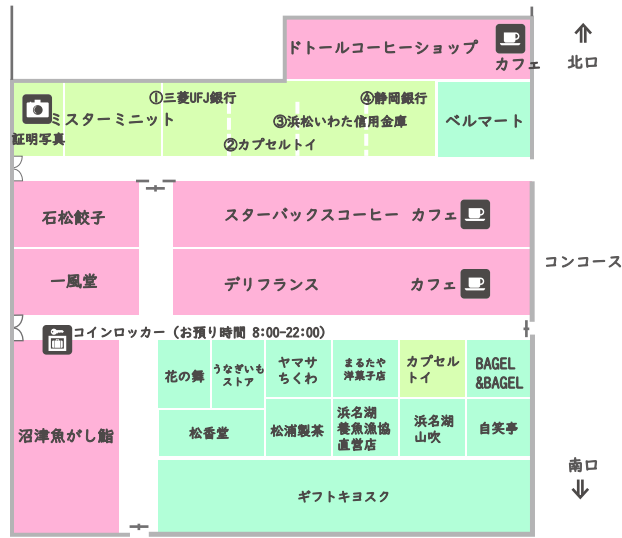 ドトールコーヒーショップ
カフェ
北口
①三菱UFJ銀行
④静岡銀行
ミスターミニット
③浜松いわた信用金庫
ベルマート
証明写真
②カプセルトイ
石松餃子
スターバックスコーヒー カフェ
コンコース
一風堂
デリフランス
カフェ
コインロッカー（お預り時間 8:00-22:00）
花の舞
うなぎいも
ストア
ヤマサ
ちくわ
まるたや
洋菓子店
カプセル
トイ
BAGEL
&BAGEL
沼津魚がし鮨
松香堂
松浦製茶
浜名湖
養魚漁協
直営店
浜名湖
山吹
自笑亭
南口
ギフトキヨスク